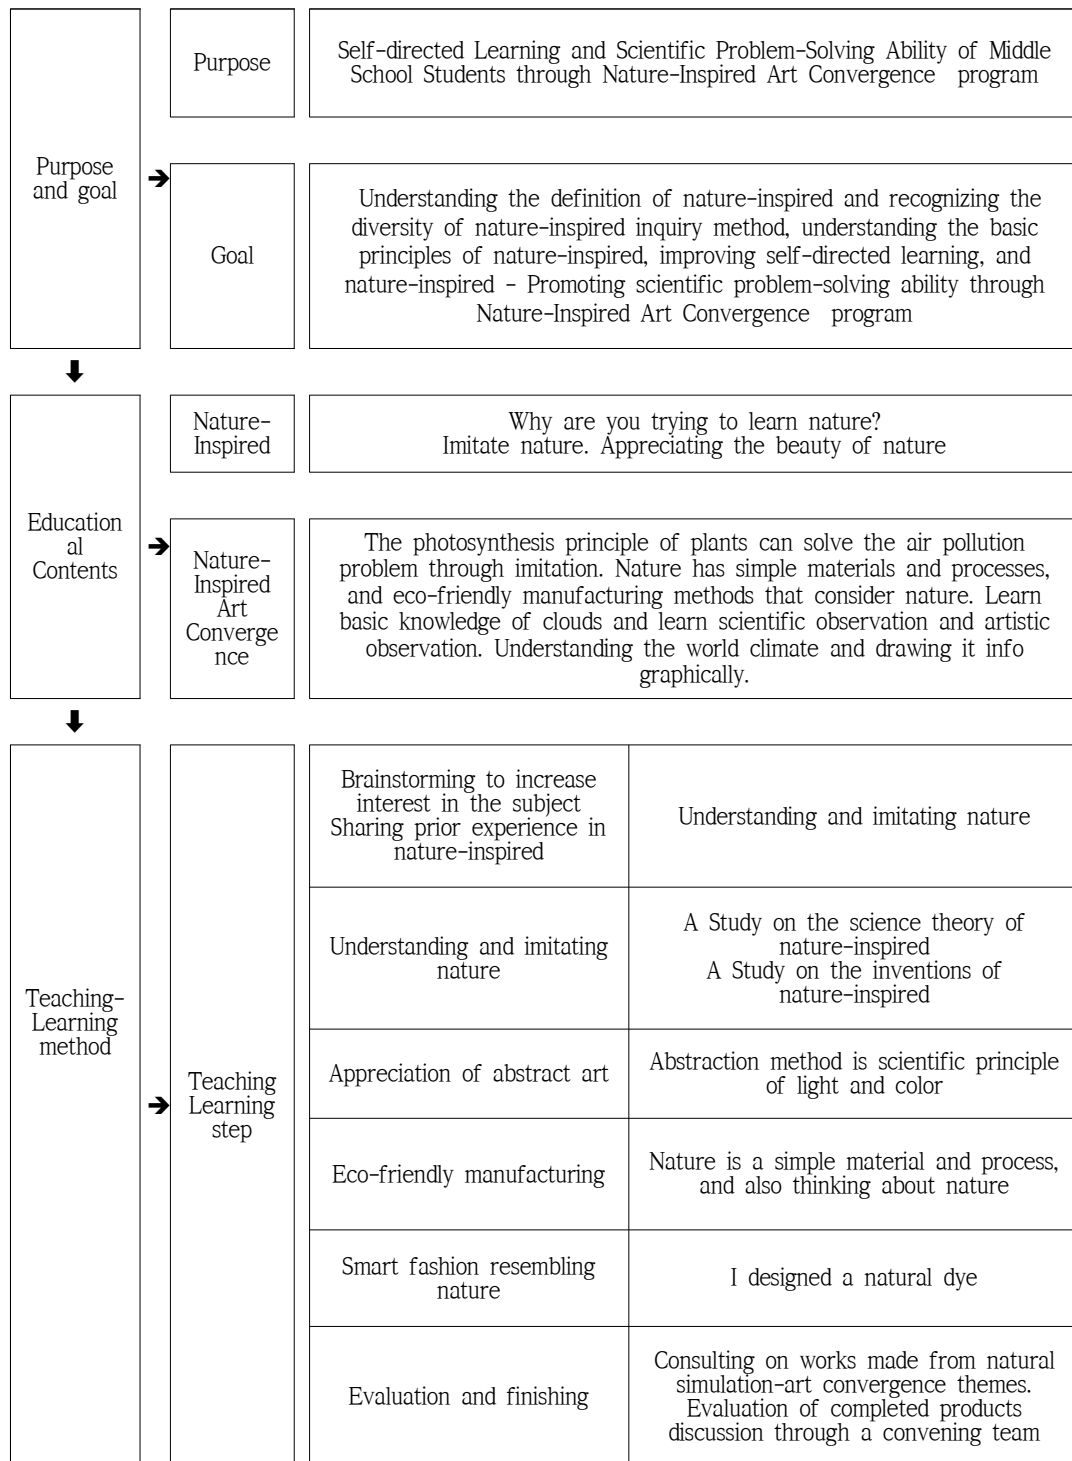 Purpose
and goal
➔
Purpose
Self-directed Learning and Scientific Problem-Solving Ability of Middle
School Students through Nature-Inspired Art Convergence program
Goal
Understanding the definition of nature-inspired and recognizing the
diversity of nature-inspired inquiry method, understanding the basic
principles of nature-inspired, improving self-directed learning, and
nature-inspired - Promoting scientific problem-solving ability through
Nature-Inspired Art Convergence program
Education
al
Contents
➔
Nature-
Inspired
Why are you trying to learn nature?
Imitate nature. Appreciating the beauty of nature
Nature-
Inspired
Art
Converge
nce
The photosynthesis principle of plants can solve the air pollution
problem through imitation. Nature has simple materials and processes,
and eco-friendly manufacturing methods that consider nature. Learn
basic knowledge of clouds and learn scientific observation and artistic
observation. Understanding the world climate and drawing it info
graphically.
Teaching-
Learning
method
➔
Teaching
Learning
step
Brainstorming to increase
interest in the subject
Sharing prior experience in
nature-inspired
Understanding and imitating nature
Understanding and imitating
nature
A Study on the science theory of
nature-inspired
A Study on the inventions of
nature-inspired
Appreciation of abstract art
Abstraction method is scientific principle
of light and color
Eco-friendly manufacturing
Nature is a simple material and process,
and also thinking about nature
Smart fashion resembling
nature
I designed a natural dye
Evaluation and finishing
Consulting on works made from natural
simulation-art convergence themes.
Evaluation of completed products
discussion through a convening team